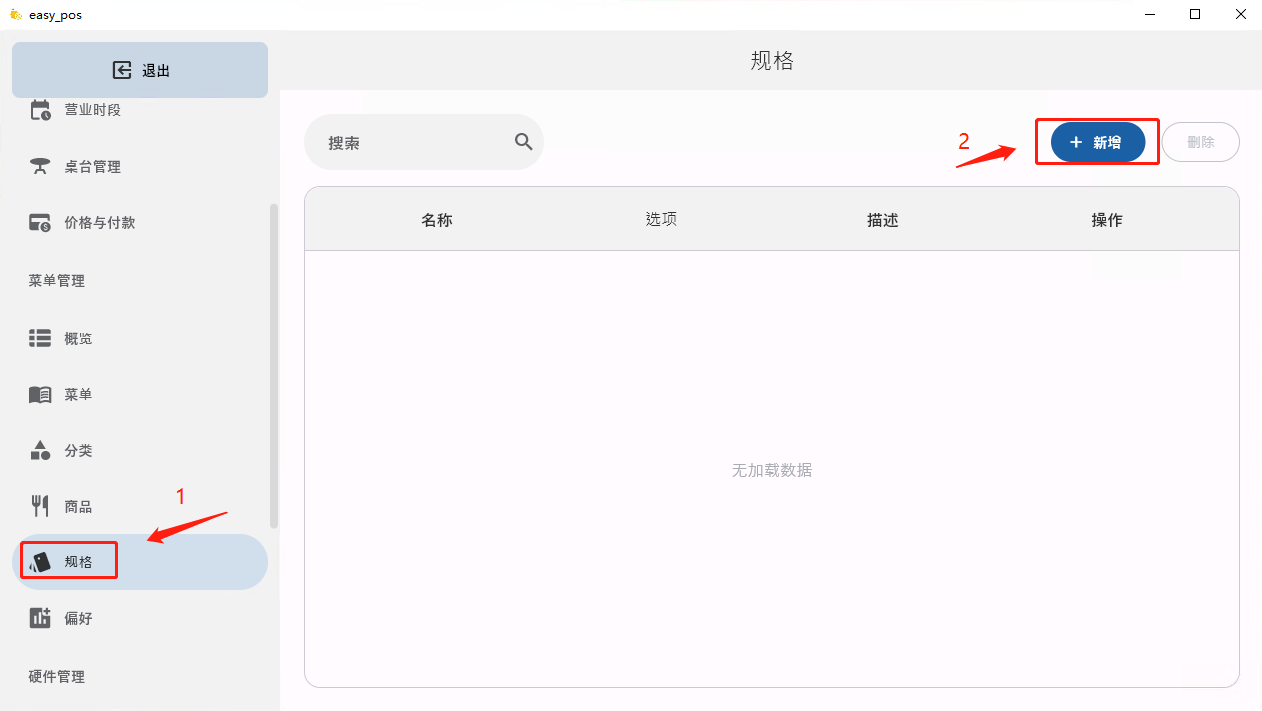 easy_pos
退出
规格
营业时段
桌台管理
价格与付款
菜单管理
概览
菜单
分类
商品
1
规格
偏好
硬件管理
搜索
2
新增
删除
名称 选项 描述 操作
无加载数据